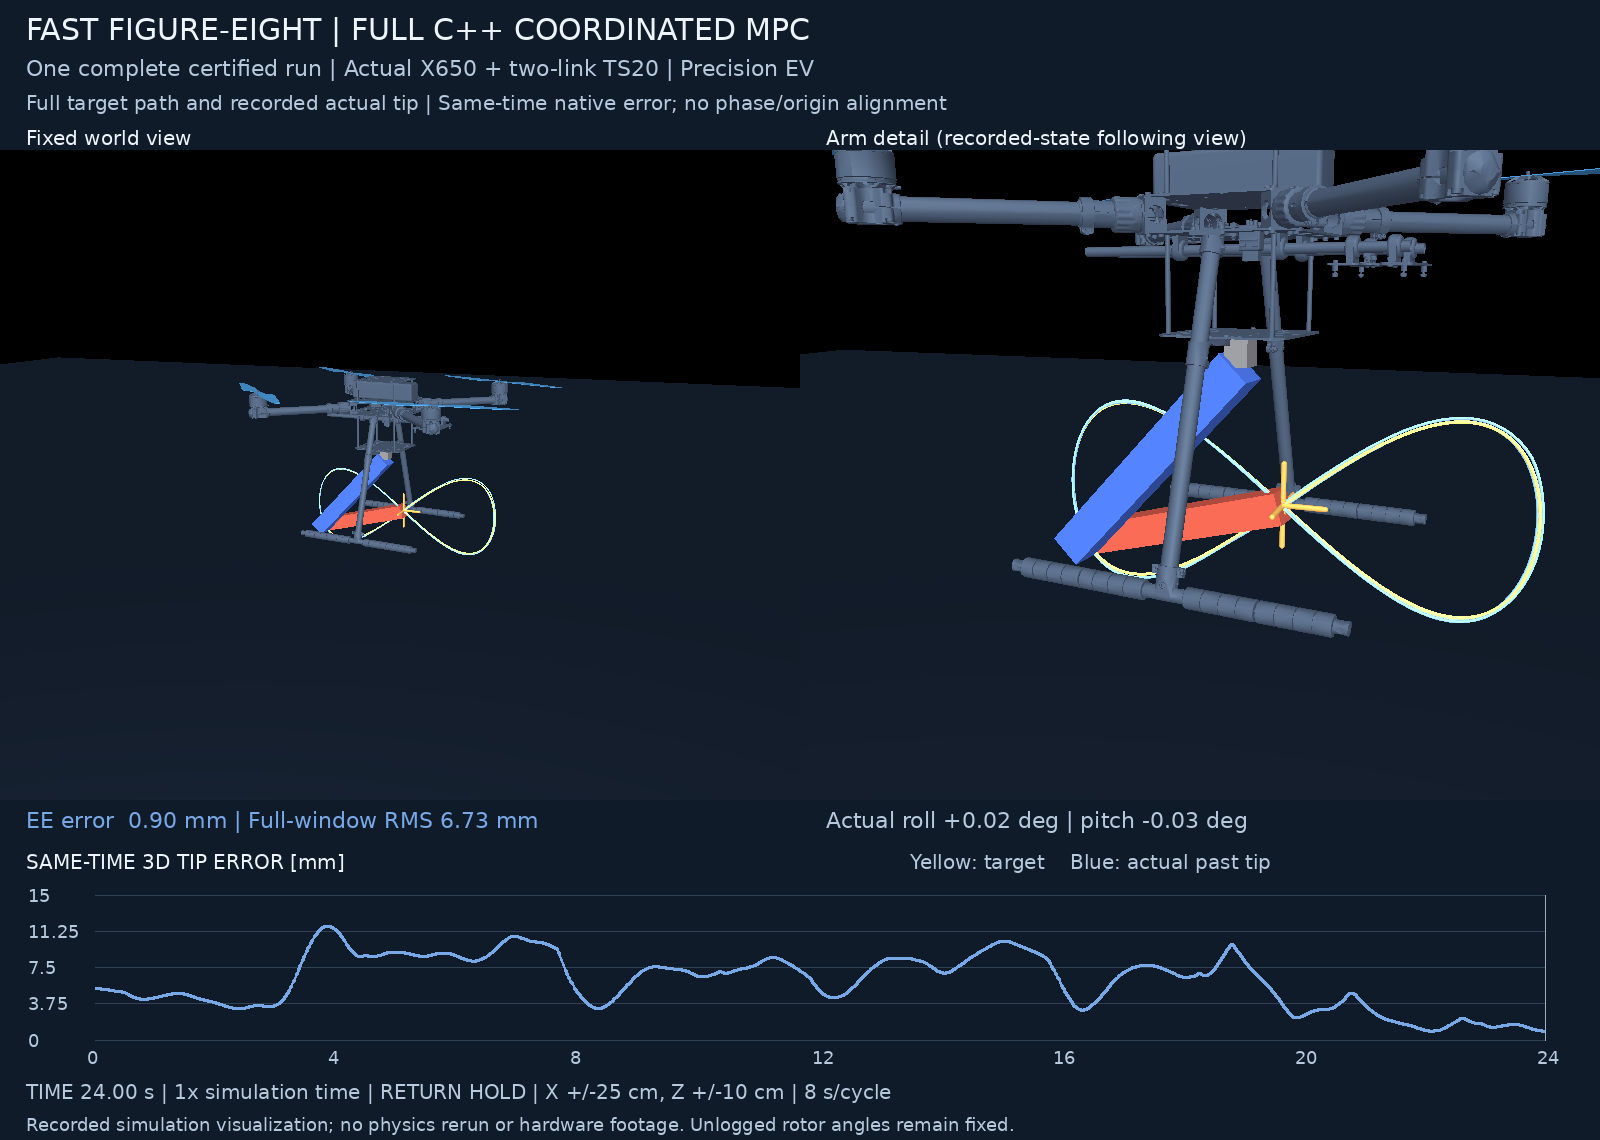 FAST FIGURE-EIGHT | FULL C++ COORDINATED MPC
One complete certified run | Actual X650 + two-link TS20 | Precision EV
Full target path and recorded actual tip | Same-time native error; no phase/origin alignment
Fixed world view
Arm detail (recorded-state following view)
EE error  0.90 mm | Full-window RMS 6.73 mm
Actual roll +0.02 deg | pitch -0.03 deg
SAME-TIME 3D TIP ERROR [mm]
Yellow: target    Blue: actual past tip
15
11.25
7.5
3.75
0
0 4 8 12 16 20 24
TIME 24.00 s | 1x simulation time | RETURN HOLD | X +/-25 cm, Z +/-10 cm | 8 s/cycle
Recorded simulation visualization; no physics rerun or hardware footage. Unlogged rotor angles remain fixed.